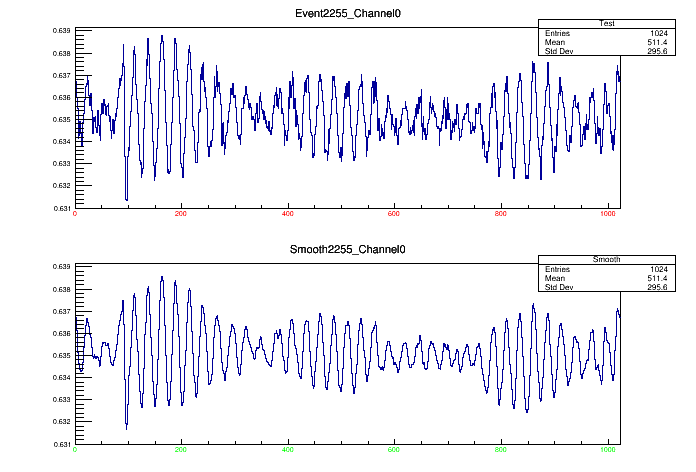 Event2255_Channel0
Test
Entries 1024
Mean 511.4
Std Dev 295.6
0.639
0.638
0.637
0.636
0.635
0.634
0.633
0.632
0.631
0 200 400 600 800 1000
Smooth2255_Channel0
Smooth
Entries 1024
Mean 511.4
Std Dev 295.6
0.639
0.638
0.637
0.636
0.635
0.634
0.633
0.632
0.631
0 200 400 600 800 1000